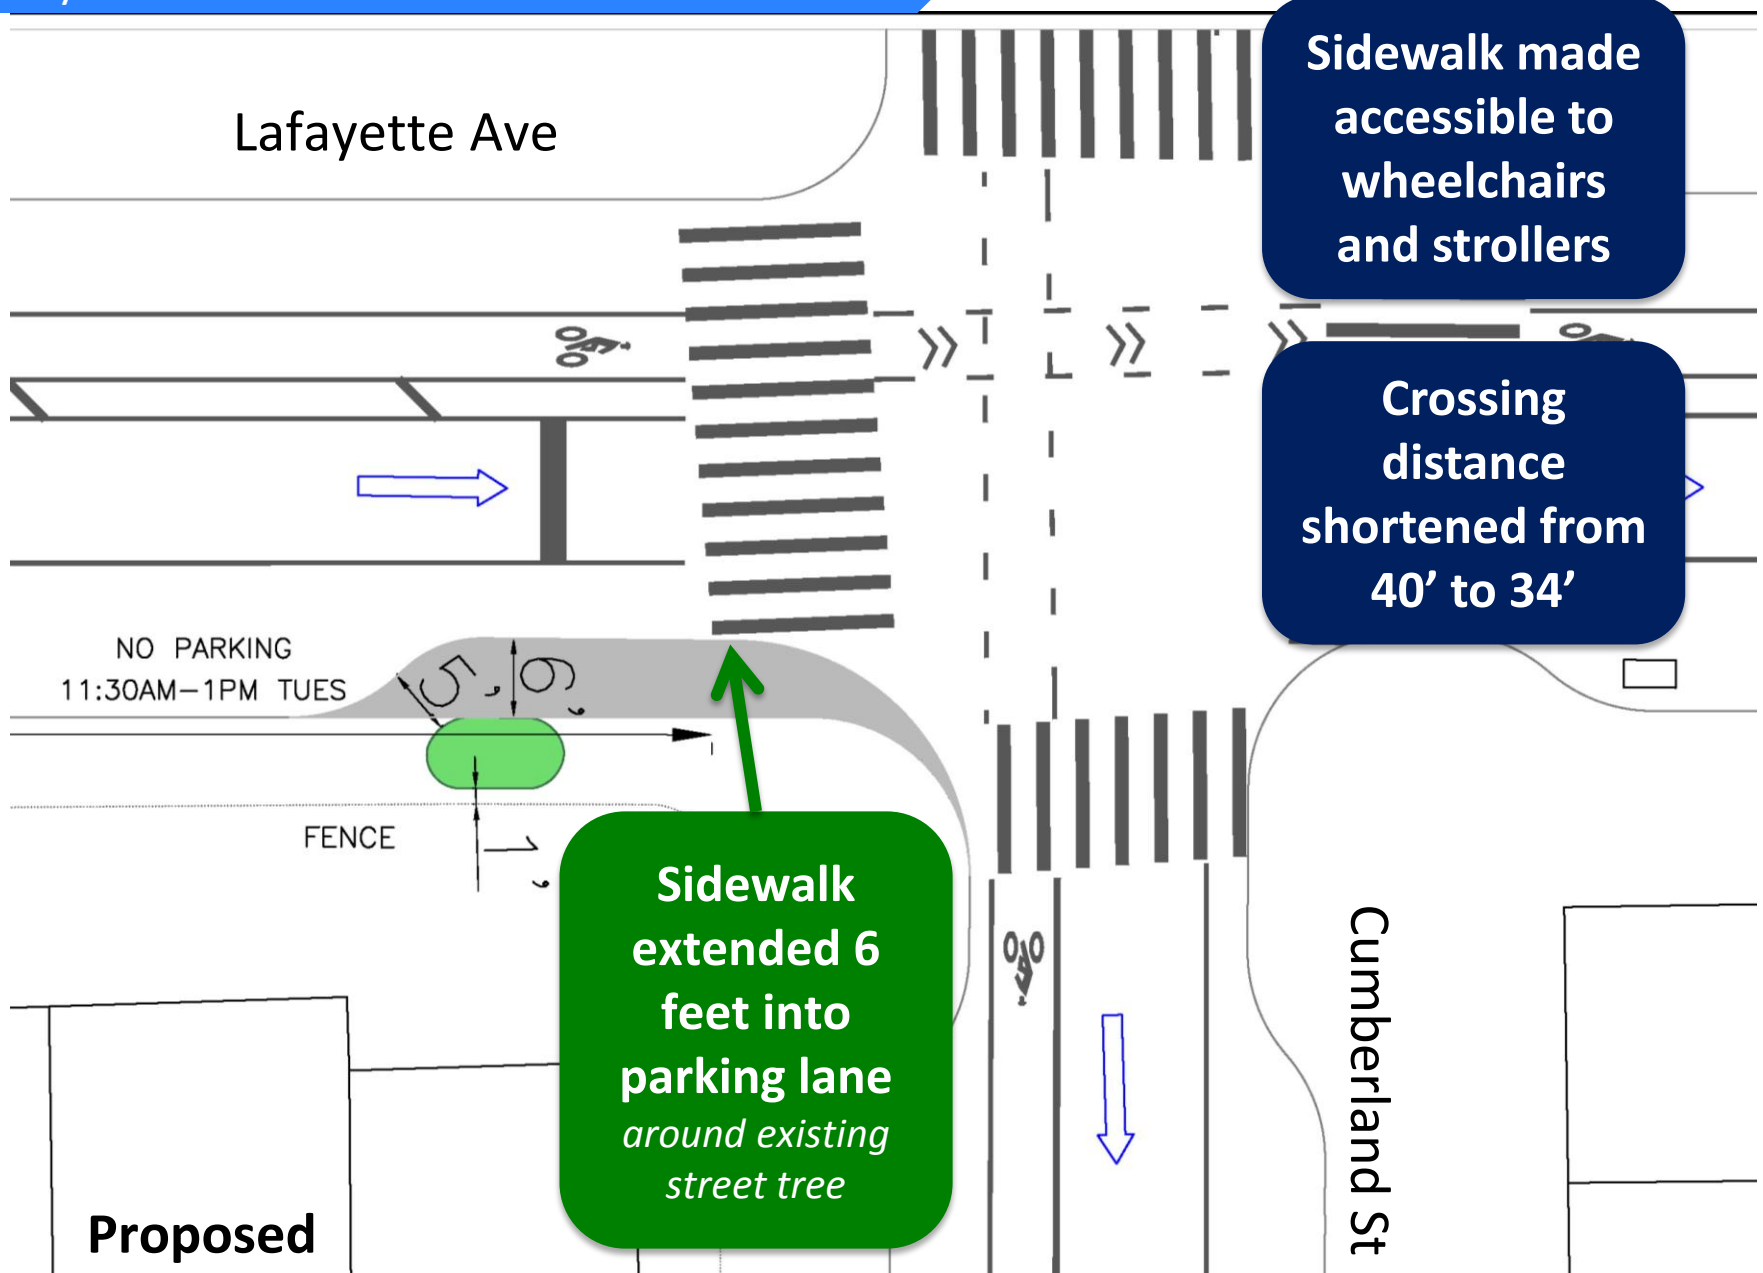 Lafayette Ave
Sidewalk made
accessible to
wheelchairs
and strollers
Crossing
distance
shortened from
40’ to 34’
NO PARKING
11:30AM–1PM TUES
5’
6’
FENCE
1’
Sidewalk
extended 6
feet into
parking lane
around existing
street tree
Cumberland St
Proposed